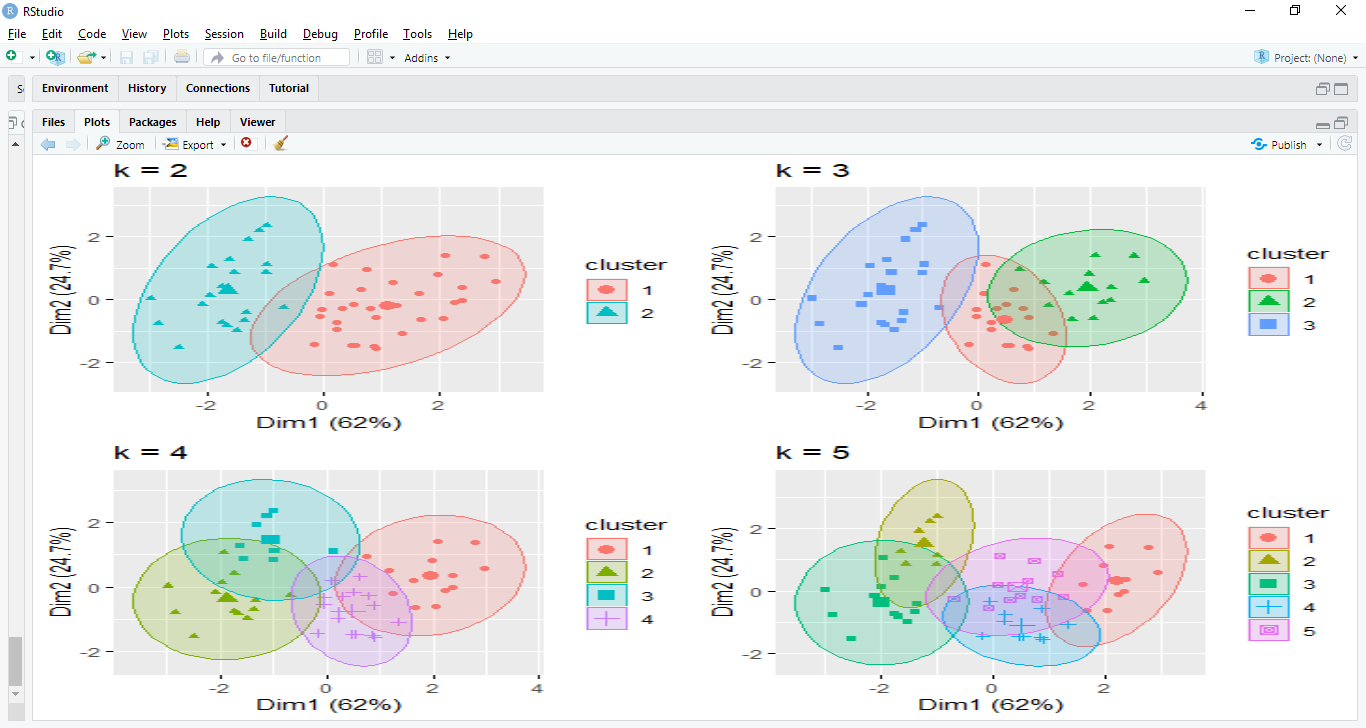 RStudio
File Edit Code View Plots Session Build Debug Profile Tools Help
Go to file/function Addins Project: (None)
Environment History Connections Tutorial
Files Plots Packages Help Viewer
Zoom Export Publish
k = 2
Dim2 (24.7%)
2
0
-2
-2 0 2
Dim1 (62%)
cluster
1
2
k = 3
Dim2 (24.7%)
2
0
-2
-2 0 2 4
Dim1 (62%)
cluster
1
2
3
k = 4
Dim2 (24.7%)
2
0
-2
-2 0 2 4
Dim1 (62%)
cluster
1
2
3
4
k = 5
Dim2 (24.7%)
2
0
-2
-2 0 2
Dim1 (62%)
cluster
1
2
3
4
5